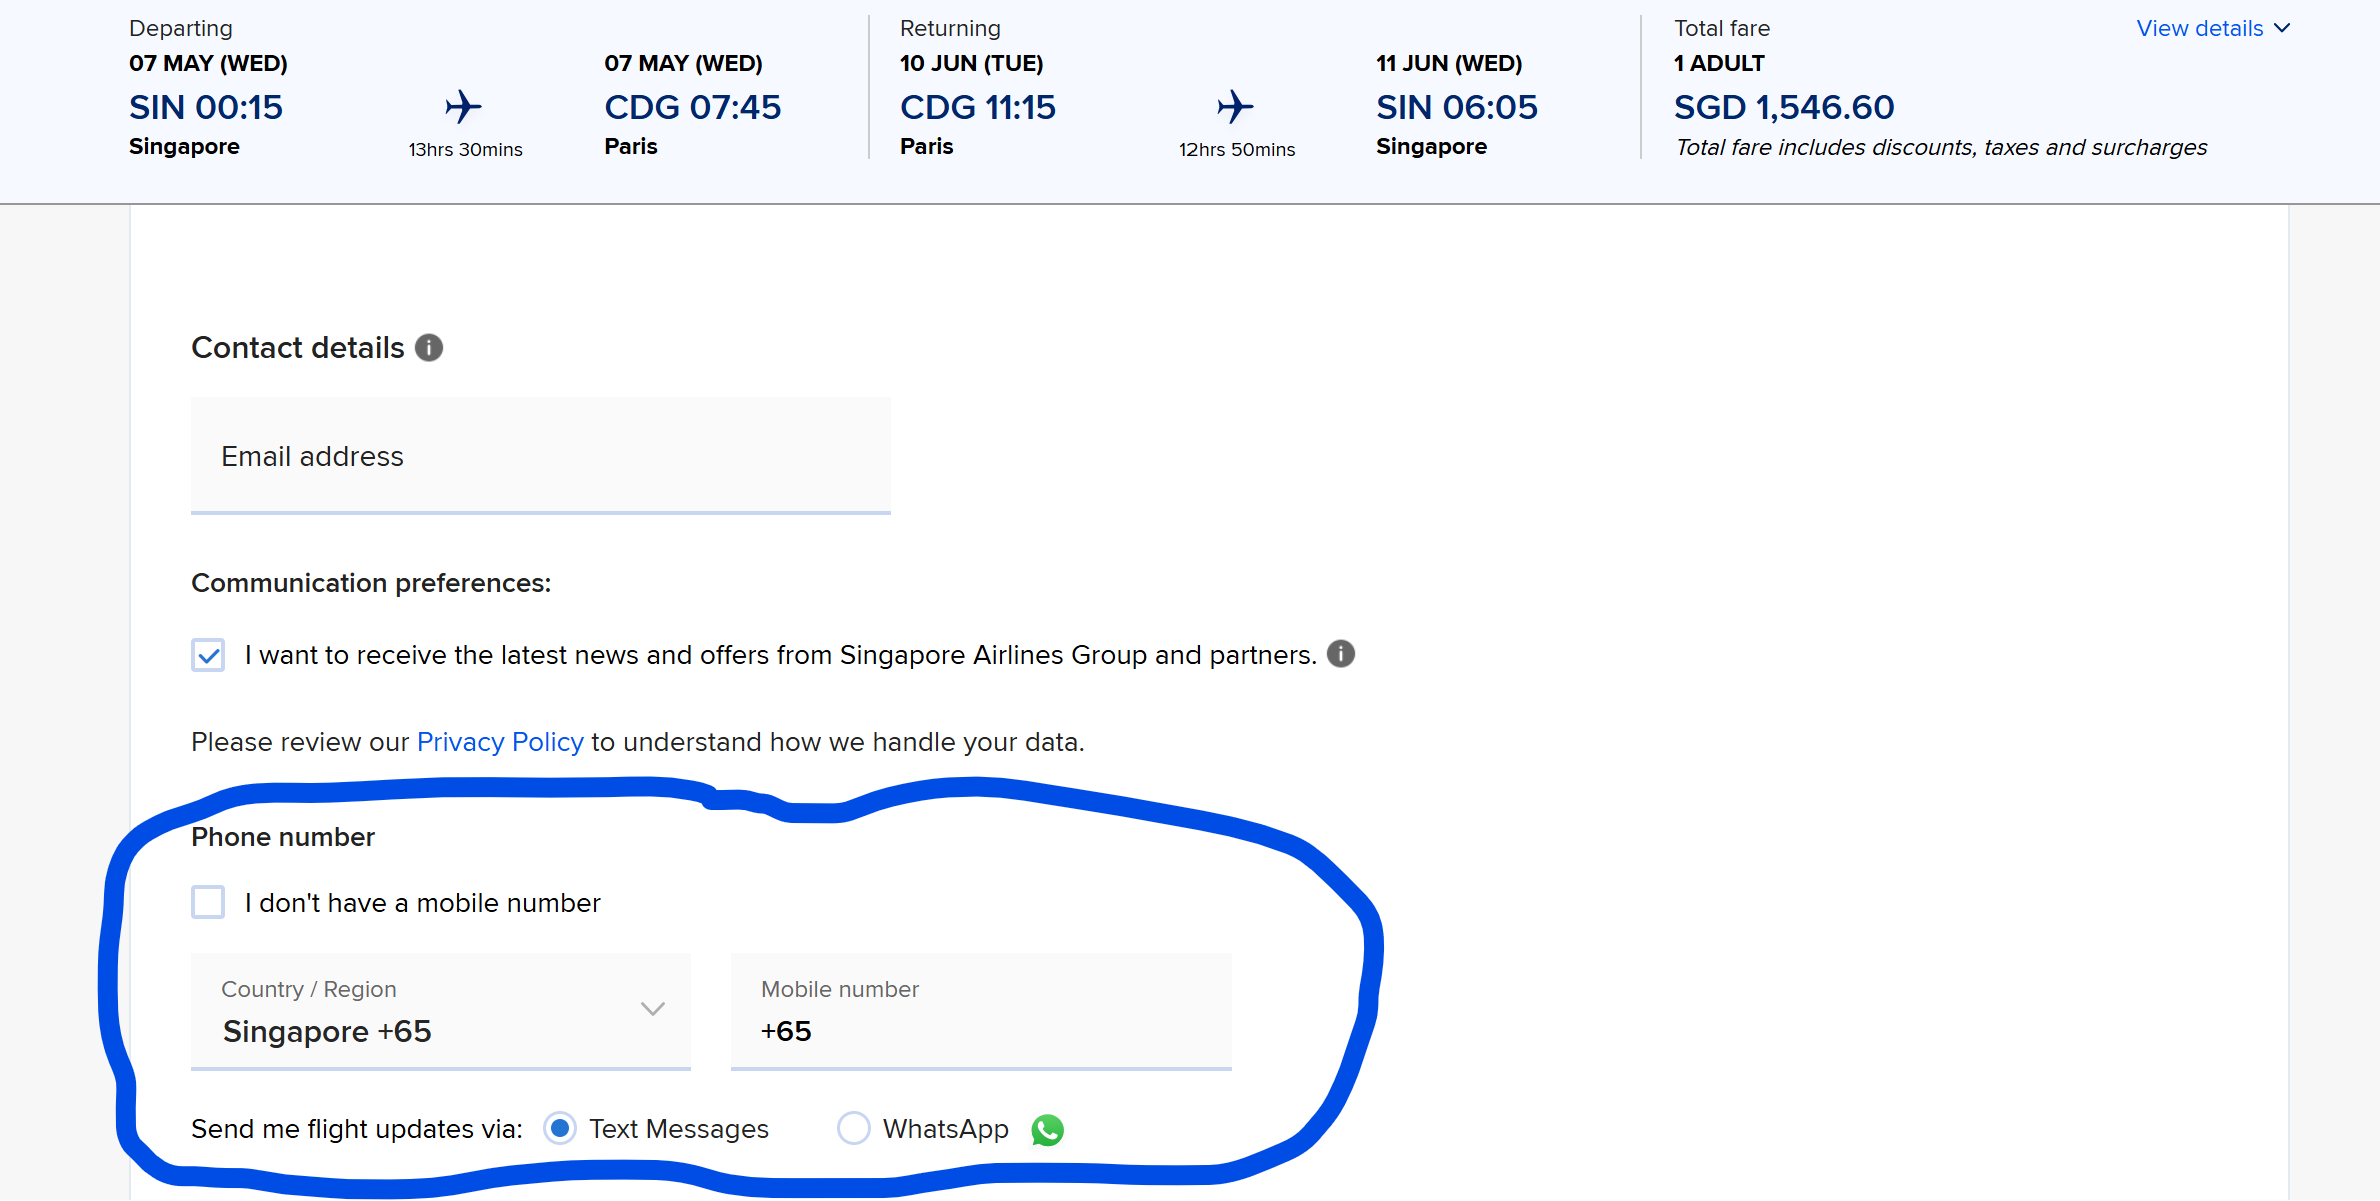 Departing
07 MAY (WED)
SIN 00:15
Singapore
13hrs 30mins
07 MAY (WED)
CDG 07:45
Paris
Returning
10 JUN (TUE)
CDG 11:15
Paris
12hrs 50mins
11 JUN (WED)
SIN 06:05
Singapore
Total fare
1 ADULT
SGD 1,546.60
Total fare includes discounts, taxes and surcharges
View details
Contact details
Email address
Communication preferences:
I want to receive the latest news and offers from Singapore Airlines Group and partners.
Please review our Privacy Policy to understand how we handle your data.
Phone number
I don't have a mobile number
Country / Region
Singapore +65
Mobile number
+65
Send me flight updates via: Text Messages WhatsApp